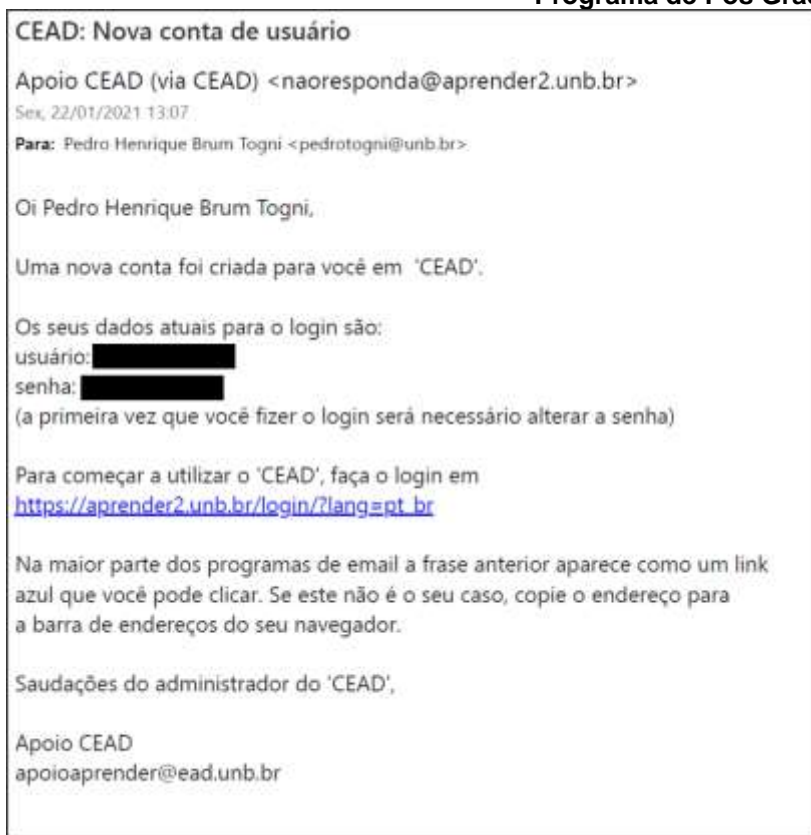 CEAD: Nova conta de usuário
Apoio CEAD (via CEAD) <naoresponda@aprender2.unb.br>
Sex, 22/01/2021 13:07
Para: Pedro Henrique Brum Togni <pedrotogni@unb.br>
Oi Pedro Henrique Brum Togni,
Uma nova conta foi criada para você em 'CEAD'.
Os seus dados atuais para o login são:
usuário:
senha:
(a primeira vez que você fizer o login será necessário alterar a senha)
Para começar a utilizar o 'CEAD', faça o login em
https://aprender2.unb.br/login/?lang=pt_br
Na maior parte dos programas de email a frase anterior aparece como um link
azul que você pode clicar. Se este não é o seu caso, copie o endereço para
a barra de endereços do seu navegador.
Saudações do administrador do 'CEAD',
Apoio CEAD
apoioaprender@ead.unb.br